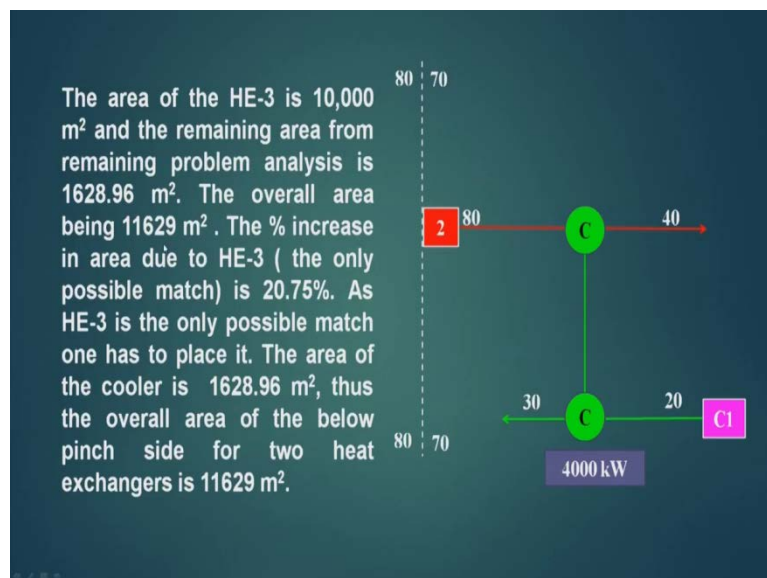 The area of the HE-3 is 10,000
m² and the remaining area from
remaining problem analysis is
1628.96 m². The overall area
being 11629 m² . The % increase
in area due to HE-3 ( the only
possible match) is 20.75%. As
HE-3 is the only possible match
one has to place it. The area of
the cooler is 1628.96 m², thus
the overall area of the below
pinch side for two heat
exchangers is 11629 m².
80 70
2 80 C 40
30 C 20 C1
80 70
4000 kW